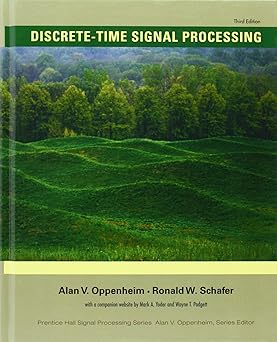 Third Edition
DISCRETE-TIME SIGNAL PROCESSING
Alan V. Oppenheim • Ronald W. Schafer
with a companion website by Mark A. Yoder and Wayne T. Padgett
Prentice Hall Signal Processing Series Alan V. Oppenheim, Series Editor